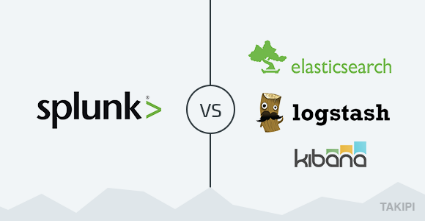 splunk>
VS
elasticsearch
logstash
kibana
TAKIPI